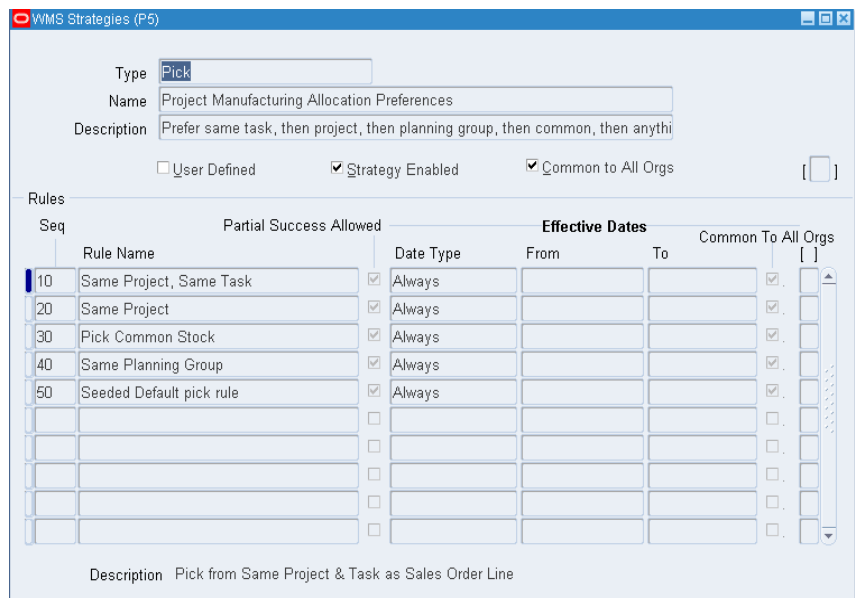 WMS Strategies (P5)
Type Pick
Name Project Manufacturing Allocation Preferences
Description Prefer same task, then project, then planning group, then common, then anythi
User Defined Strategy Enabled Common to All Orgs [ ]
Rules
Seq Partial Success Allowed Effective Dates Common To All Orgs
Rule Name Date Type From To [ ]
10 Same Project, Same Task Always
20 Same Project Always
30 Pick Common Stock Always
40 Same Planning Group Always
50 Seeded Default pick rule Always
Description Pick from Same Project & Task as Sales Order Line